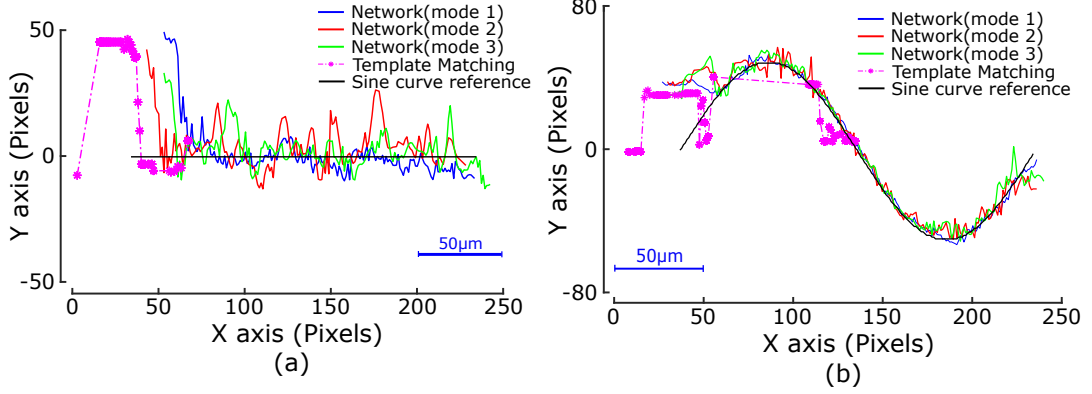 Network(mode 1)
Network(mode 2)
Network(mode 3)
Template Matching
Sine curve reference
50
0
-50
Y axis (Pixels)
50μm
0 50 100 150 200 250
X axis (Pixels)
(a)
Network(mode 1)
Network(mode 2)
Network(mode 3)
Template Matching
Sine curve reference
80
0
-80
Y axis (Pixels)
50μm
0 50 100 150 200 250
X axis (Pixels)
(b)